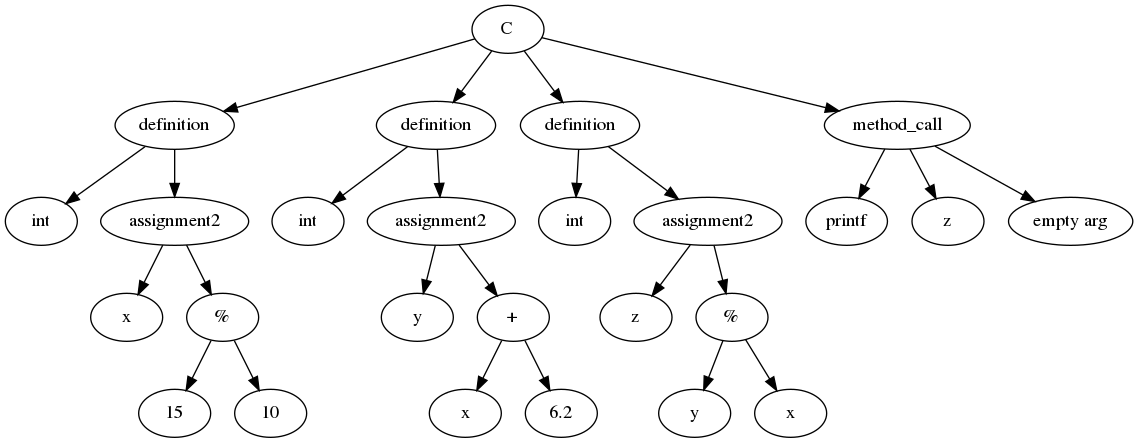 C
definition definition definition method_call
int assignment2 int assignment2 int assignment2 printf z empty arg
x % y + z %
15 10 x 6.2 y x